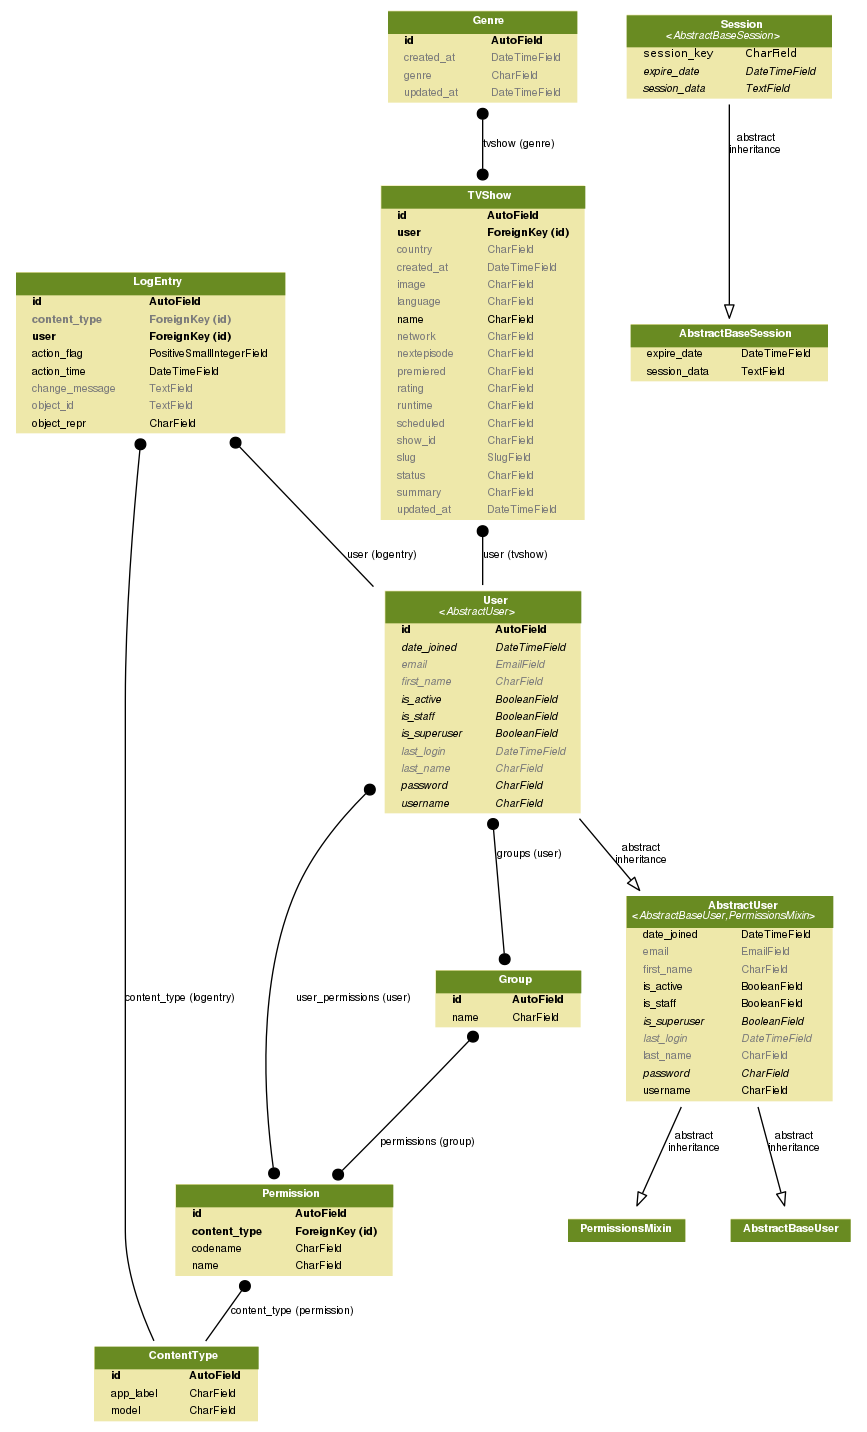 Genre
id AutoField
created_at DateTimeField
genre CharField
updated_at DateTimeField
Session
<AbstractBaseSession>
session_key CharField
expire_date DateTimeField
session_data TextField
tvshow (genre)
abstract
inheritance
TVShow
id AutoField
user ForeignKey (id)
country CharField
created_at DateTimeField
image CharField
language CharField
name CharField
network CharField
nextepisode CharField
premiered CharField
rating CharField
runtime CharField
scheduled CharField
show_id CharField
slug SlugField
status CharField
summary CharField
updated_at DateTimeField
LogEntry
id AutoField
content_type ForeignKey (id)
user ForeignKey (id)
action_flag PositiveSmallIntegerField
action_time DateTimeField
change_message TextField
object_id TextField
object_repr CharField
AbstractBaseSession
expire_date DateTimeField
session_data TextField
user (logentry)
user (tvshow)
User
<AbstractUser>
id AutoField
date_joined DateTimeField
email EmailField
first_name CharField
is_active BooleanField
is_staff BooleanField
is_superuser BooleanField
last_login DateTimeField
last_name CharField
password CharField
username CharField
groups (user)
abstract
inheritance
AbstractUser
<AbstractBaseUser,PermissionsMixin>
date_joined DateTimeField
email EmailField
first_name CharField
is_active BooleanField
is_staff BooleanField
is_superuser BooleanField
last_login DateTimeField
last_name CharField
password CharField
username CharField
content_type (logentry)
user_permissions (user)
Group
id AutoField
name CharField
permissions (group)
abstract
inheritance
abstract
inheritance
Permission
id AutoField
content_type ForeignKey (id)
codename CharField
name CharField
PermissionsMixin
AbstractBaseUser
content_type (permission)
ContentType
id AutoField
app_label CharField
model CharField